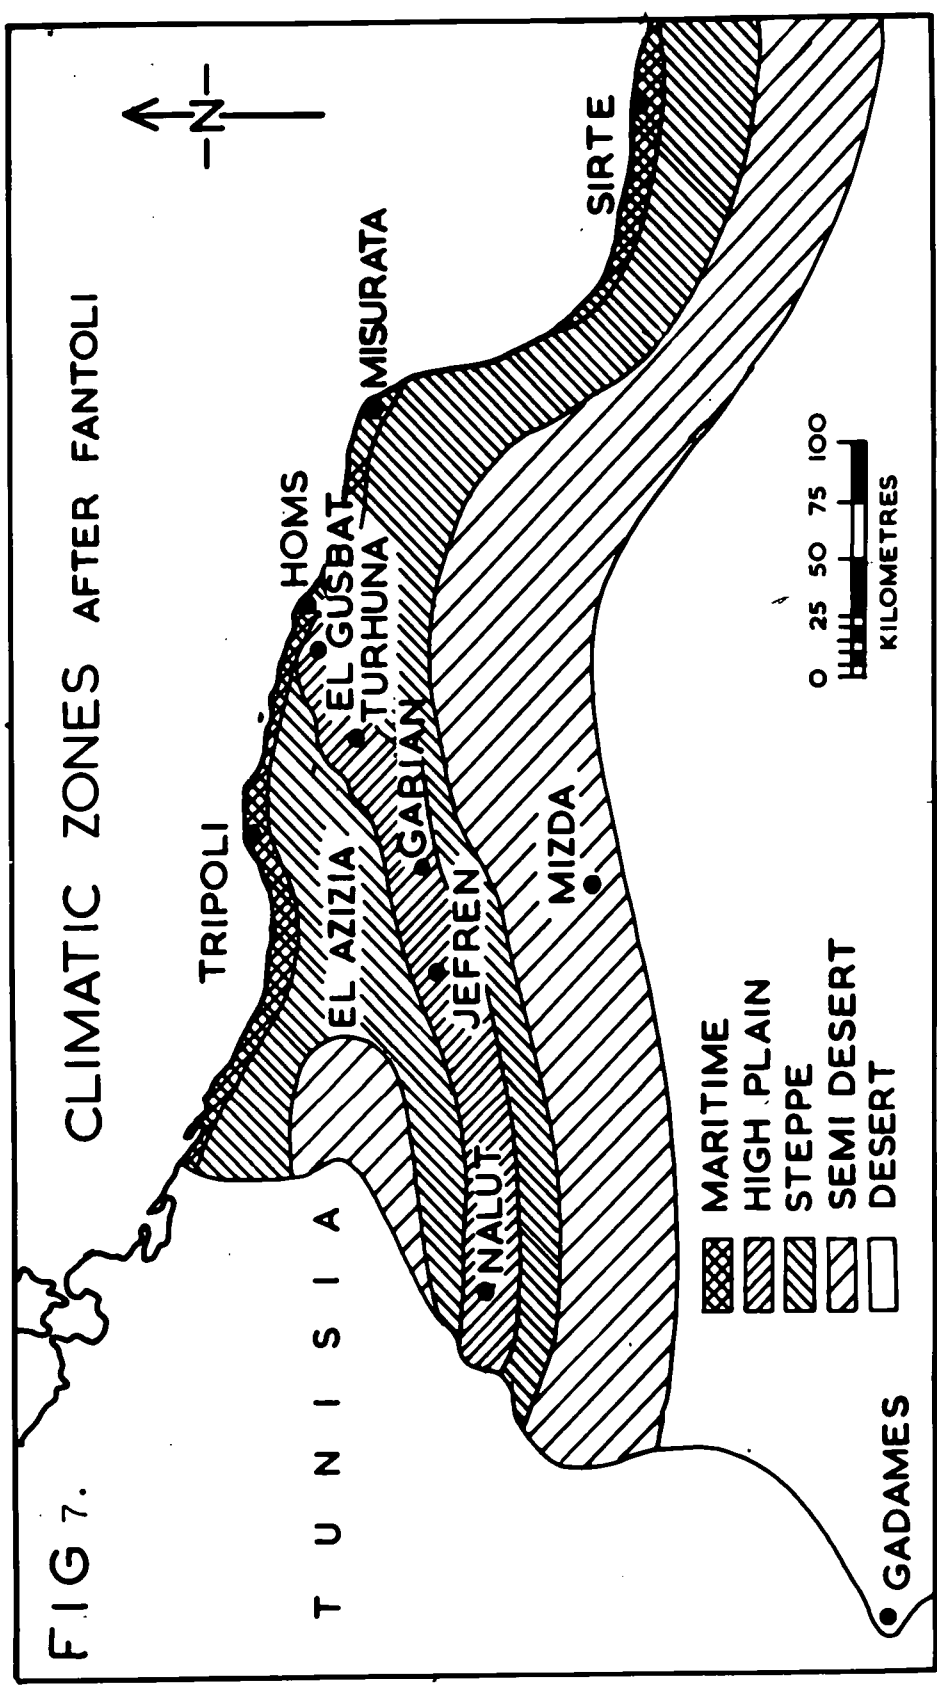 FIG 7. CLIMATIC ZONES AFTER FANTOLI
N
TUNISIA
TRIPOLI
HOMS
MISURATA
EL AZIZIA
EL GUSBAT
TURHUNA
GARIAN
JEFREN
NALUT
SIRTE
MIZDA
GADAMES
MARITIME
HIGH PLAIN
STEPPE
SEMI DESERT
DESERT
0 25 50 75 100
KILOMETRES